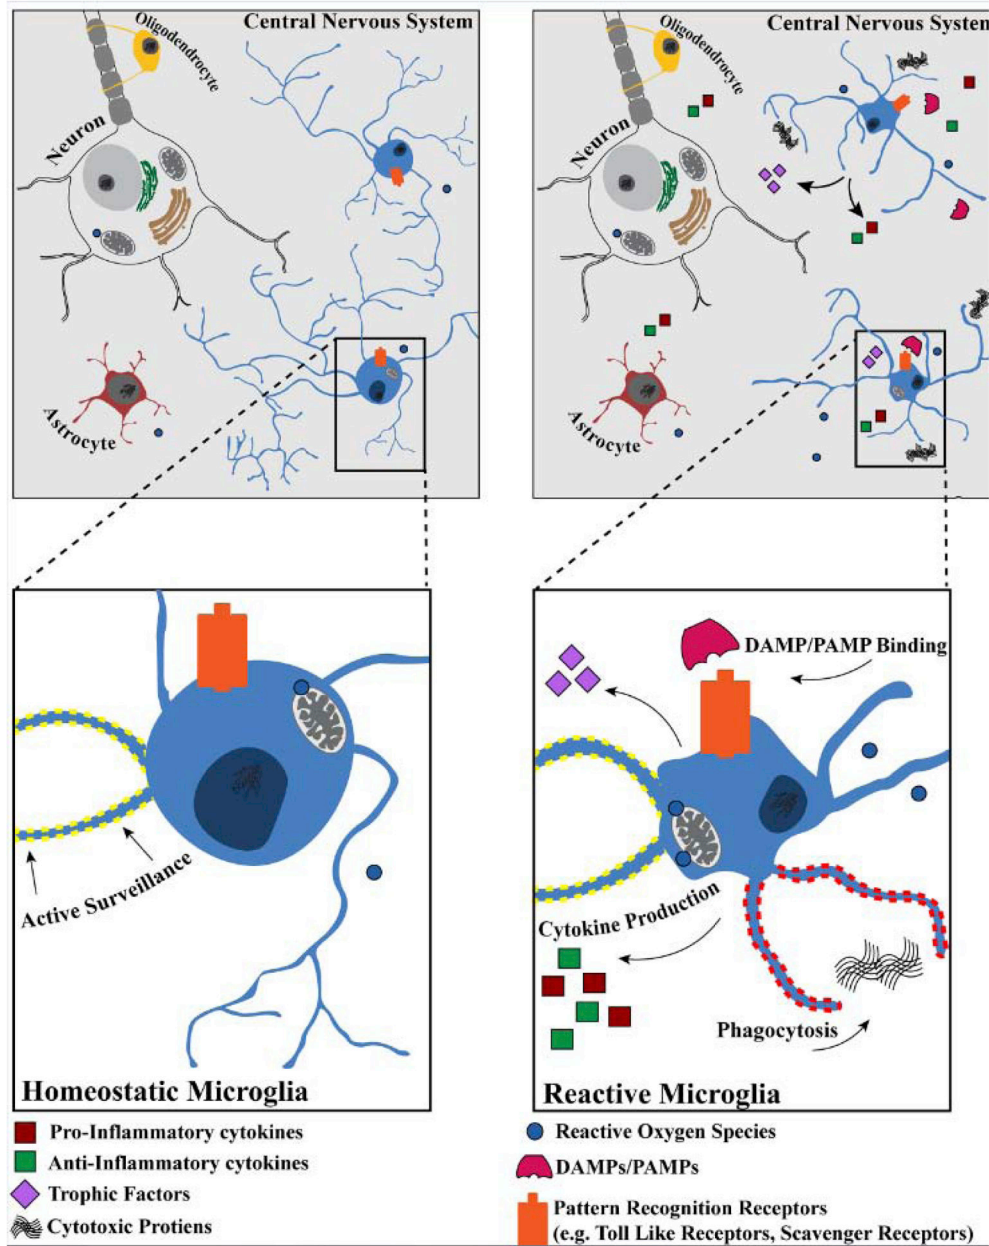 Central Nervous System
Oligodendrocyte
Neuron
Astrocyte
Central Nervous System
Oligodendrocyte
Neuron
Astrocyte
Active Surveillance
Homeostatic Microglia
DAMP/PAMP Binding
Cytokine Production
Phagocytosis
Reactive Microglia
Pro-Inflammatory cytokines
Anti-Inflammatory cytokines
Trophic Factors
Cytotoxic Protiens
Reactive Oxygen Species
DAMPs/PAMPs
Pattern Recognition Receptors
(e.g. Toll Like Receptors, Scavenger Receptors)